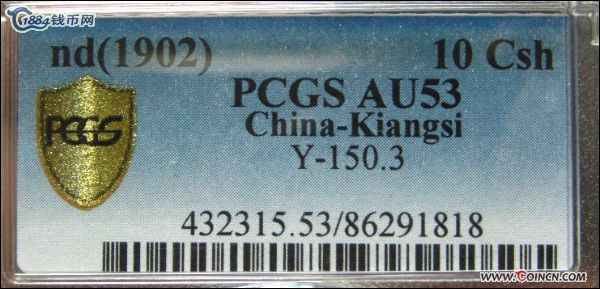 1884钱币网
nd(1902) 10 Csh
PCGS AU53
PCGS
China-Kiangsi
Y-150.3
432315.53/86291818
www.COINCN.com